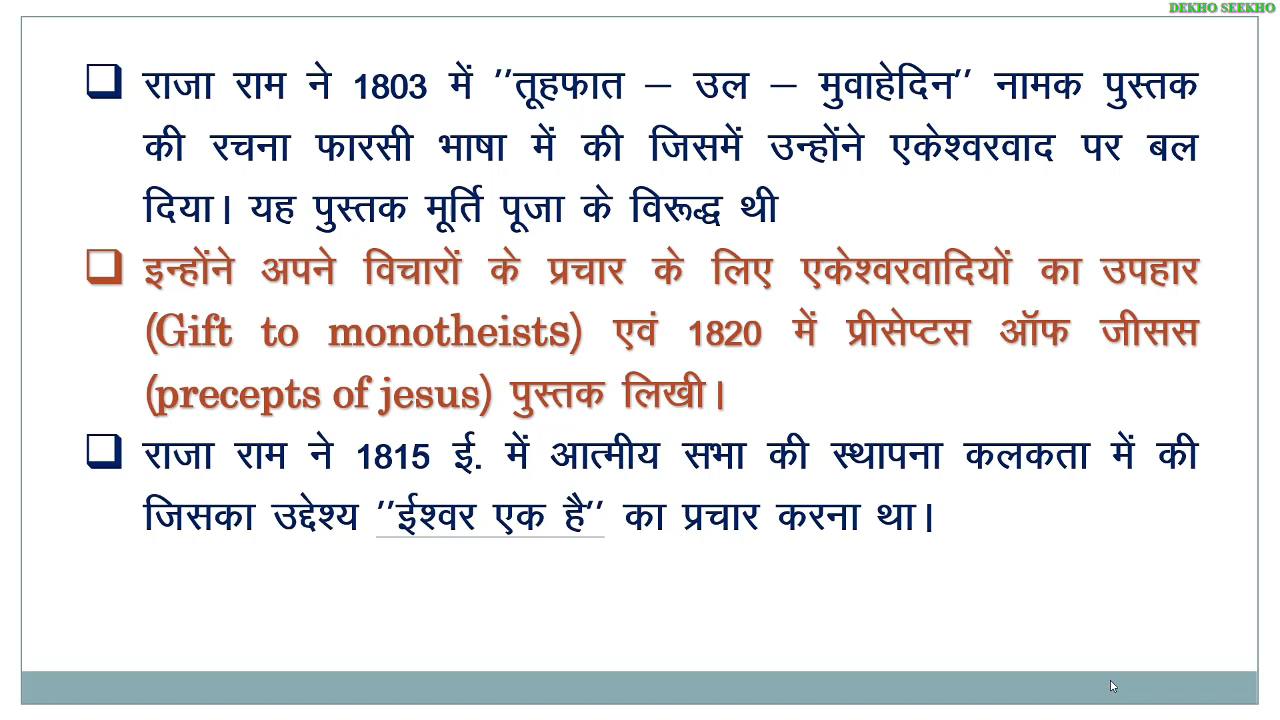 DEKHO SEEKHO
राजा राम ने 1803 में ''तूहफात – उल – मुवाहेदिन'' नामक पुस्तक
की रचना फारसी भाषा में की जिसमें उन्होंने एकेश्वरवाद पर बल
दिया। यह पुस्तक मूर्ति पूजा के विरूद्ध थी
इन्होंने अपने विचारों के प्रचार के लिए एकेश्वरवादियों का उपहार
(Gift to monotheists) एवं 1820 में प्रीसेप्टस ऑफ जीसस
(precepts of jesus) पुस्तक लिखी।
राजा राम ने 1815 ई. में आत्मीय सभा की स्थापना कलकता में की
जिसका उद्देश्य ''ईश्वर एक है'' का प्रचार करना था।